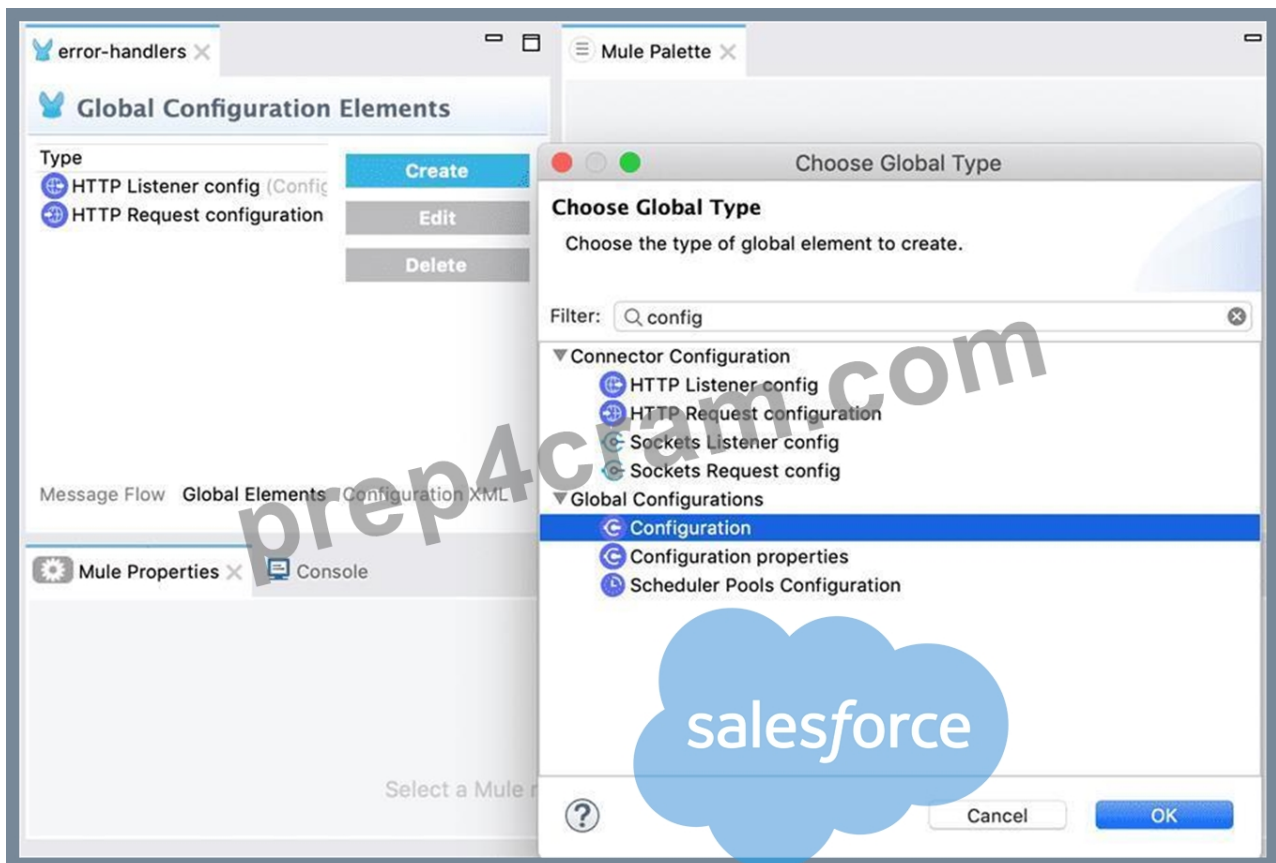 error-handlers
Mule Palette
Global Configuration Elements
Type
HTTP Listener config (Config
HTTP Request configuration
Create
Edit
Delete
Message Flow Global Elements Configuration XML
Mule Properties
Console
Select a Mule
Choose Global Type
Choose Global Type
Choose the type of global element to create.
Filter: config
Connector Configuration
HTTP Listener config
HTTP Request configuration
Sockets Listener config
Sockets Request config
Global Configurations
Configuration
Configuration properties
Scheduler Pools Configuration
salesforce
?
Cancel
OK
prep4cram.com